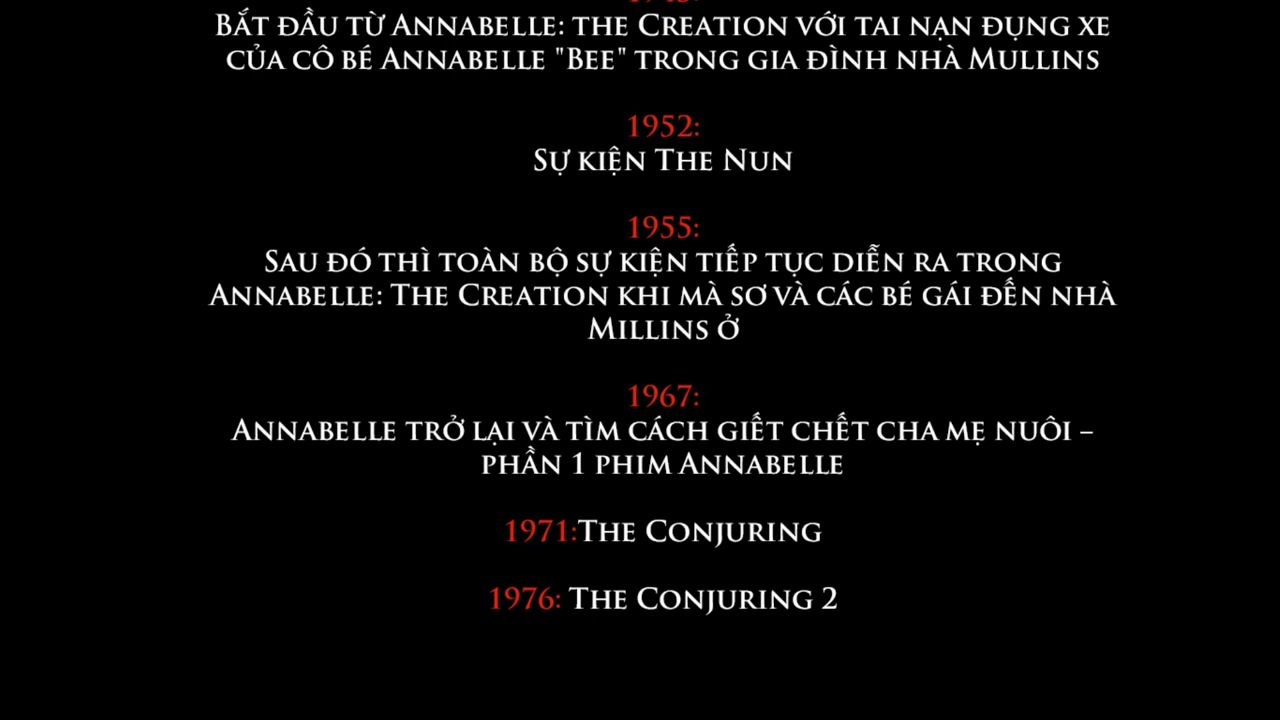 Bắt đầu từ Annabelle: the Creation với tai nạn đụng xe
của cô bé Annabelle "Bee" trong gia đình nhà Mullins
1952:
Sự kiện The Nun
1955:
Sau đó thì toàn bộ sự kiện tiếp tục diễn ra trong
Annabelle: The Creation khi mà sơ và các bé gái đến nhà
Millins ở
1967:
Annabelle trở lại và tìm cách giết chết cha mẹ nuôi –
phần 1 phim Annabelle
1971:The Conjuring
1976: The Conjuring 2